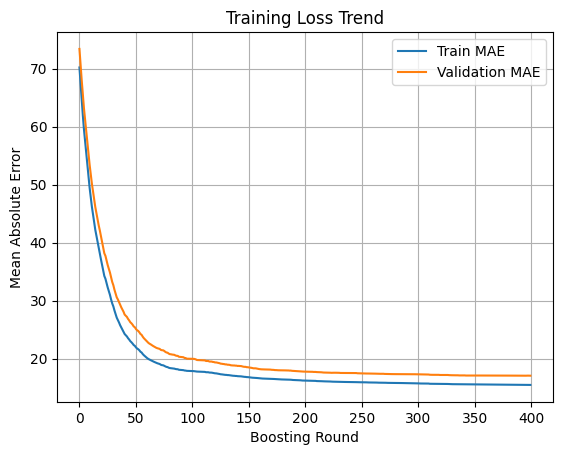 Training Loss Trend
Train MAE
Validation MAE
Mean Absolute Error
70
60
50
40
30
20
0 50 100 150 200 250 300 350 400
Boosting Round